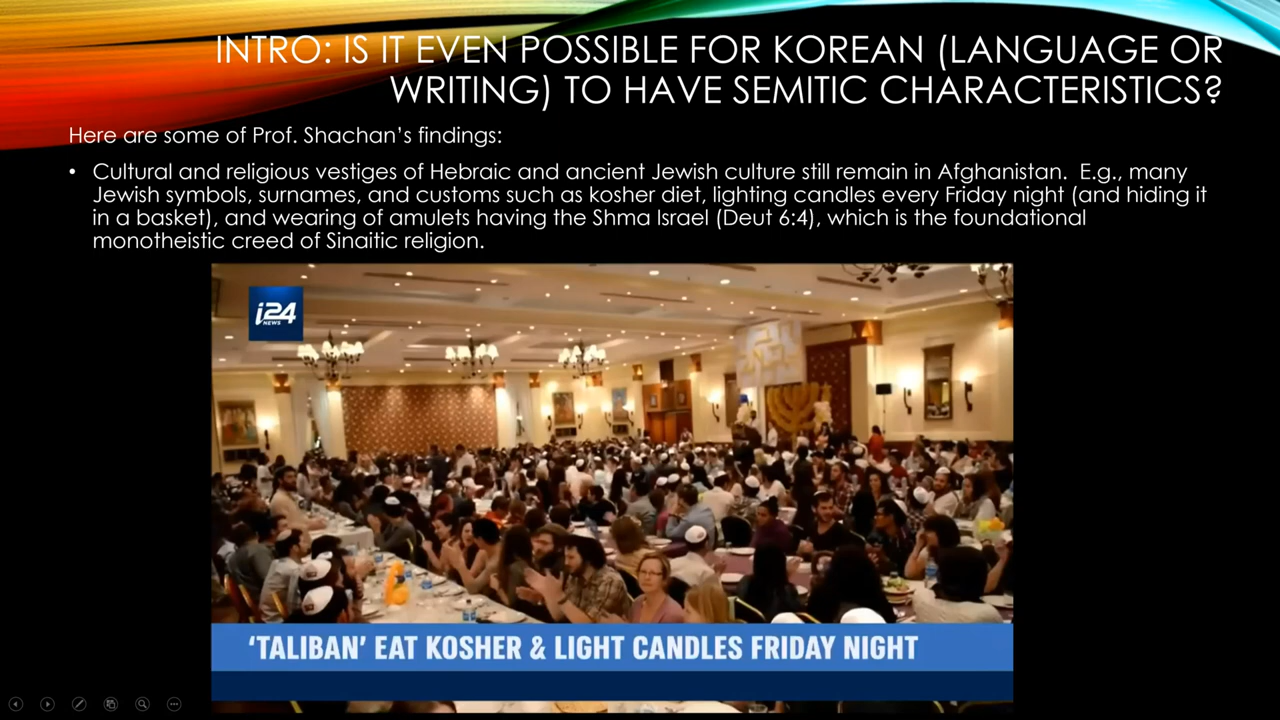 INTRO: IS IT EVEN POSSIBLE FOR KOREAN (LANGUAGE OR
WRITING) TO HAVE SEMITIC CHARACTERISTICS?
Here are some of Prof. Shachan's findings:
• Cultural and religious vestiges of Hebraic and ancient Jewish culture still remain in Afghanistan.  E.g., many
Jewish symbols, surnames, and customs such as kosher diet, lighting candles every Friday night (and hiding it
in a basket), and wearing of amulets having the Shma Israel (Deut 6:4), which is the foundational
monotheistic creed of Sinaitic religion.
i24
NEWS
'TALIBAN' EAT KOSHER & LIGHT CANDLES FRIDAY NIGHT